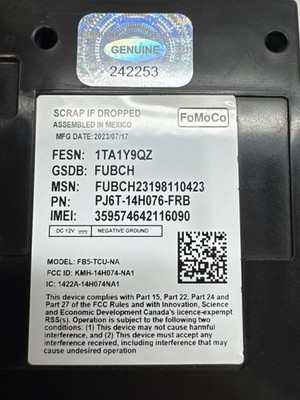 GENUINE
242253
SCRAP IF DROPPED
ASSEMBLED IN MEXICO
FoMoCo
MFG DATE:2023/07/17
FESN: 1TA1Y9QZ
GSDB: FUBCH
MSN: FUBCH23198110423
PN: PJ6T-14H076-FRB
IMEI: 359574642116090
DC 12V NEGATIVE GROUND
MODEL: FB5-TCU-NA
FCC ID: KMH-14H074-NA1
IC: 1422A-14H074NA1
This device complies with Part 15, Part 22, Part 24 and
Part 27 of the FCC Rules and with Innovation, Science
and Economic Development Canada's licence-exempt
RSS(s). Operation is subject to the following two
conditions: (1) This device may not cause harmful
interference, and (2) This device must accept any
interference received, including interference that may
cause undesired operation